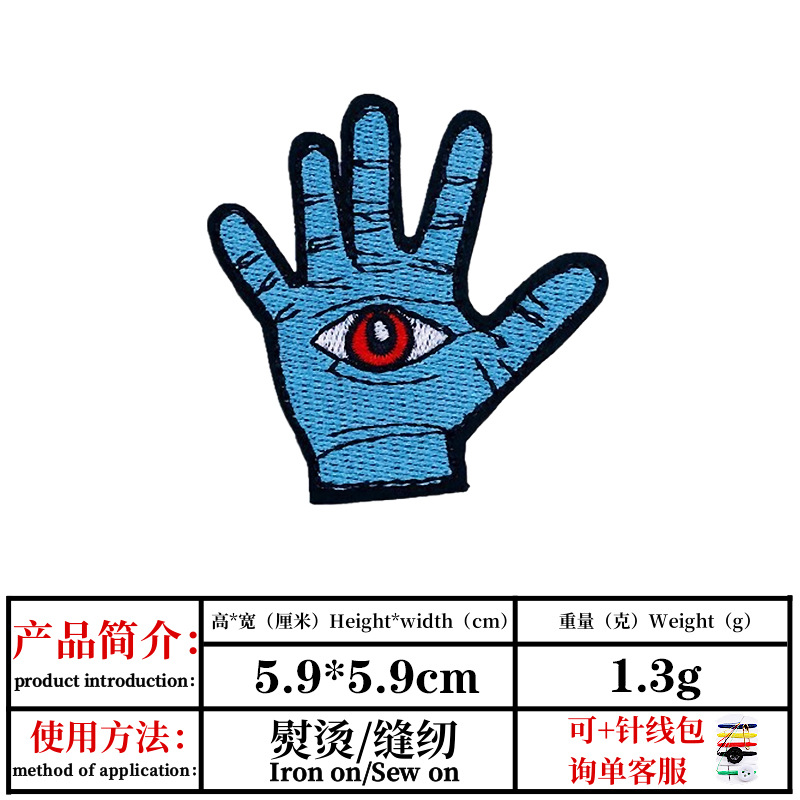 产品简介:
product introduction:
高*宽（厘米）Height*width（cm）
重量（克）Weight（g）
5.9*5.9cm
1.3g
使用方法:
method of application:
熨烫/缝纫
Iron on/Sew on
可+针线包
询单客服